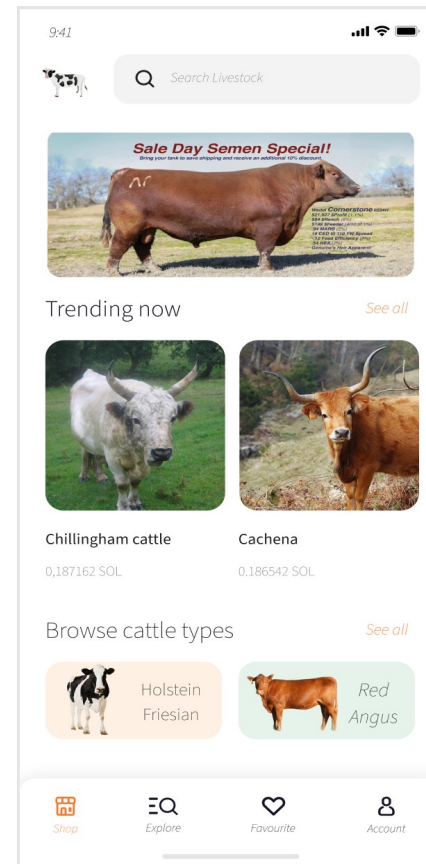 9:41
Search Livestock
Sale Day Semen Special!
Bring your tank to save shipping and receive an additional 10% discount.
Trending now
See all
Chillingham cattle
Cachena
0,187162 SOL
0.186542 SOL
Browse cattle types
See all
Holstein
Friesian
Red
Angus
Shop
Explore
Favourite
Account